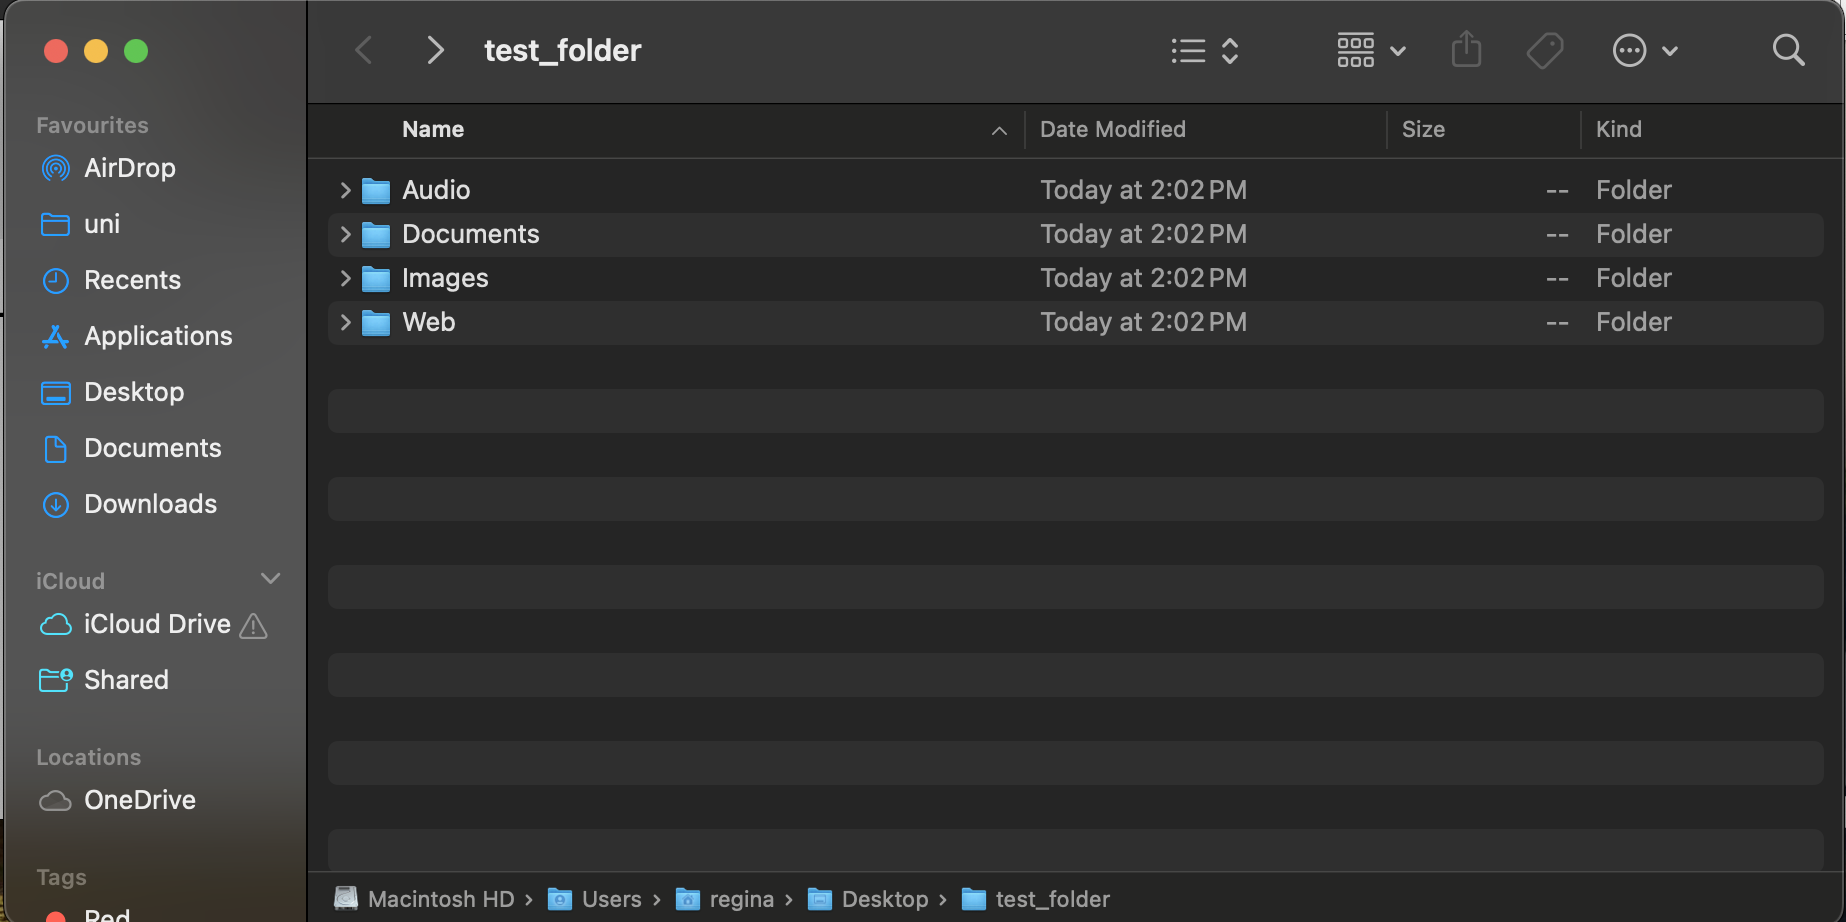 test_folder
Favourites
AirDrop
uni
Recents
Applications
Desktop
Documents
Downloads
iCloud
iCloud Drive
Shared
Locations
OneDrive
Tags
Red
Name Date Modified Size Kind
Audio Today at 2:02 PM -- Folder
Documents Today at 2:02 PM -- Folder
Images Today at 2:02 PM -- Folder
Web Today at 2:02 PM -- Folder
Macintosh HD › Users › regina › Desktop › test_folder